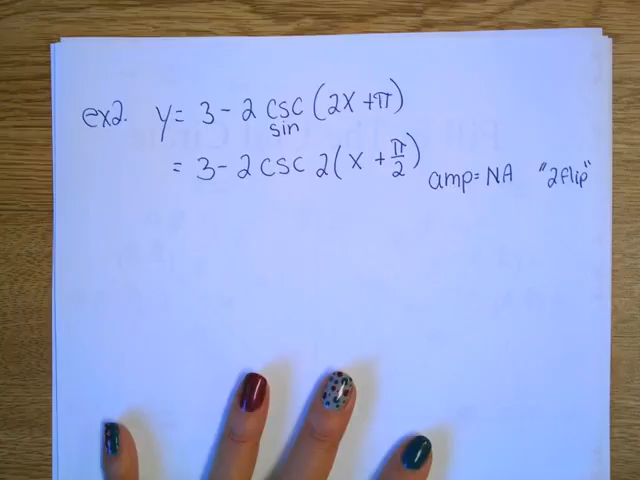 ex2. y = 3 - 2 csc (2x + π)
sin
= 3 - 2 csc 2(x + π/2)
amp = NA "2flip"